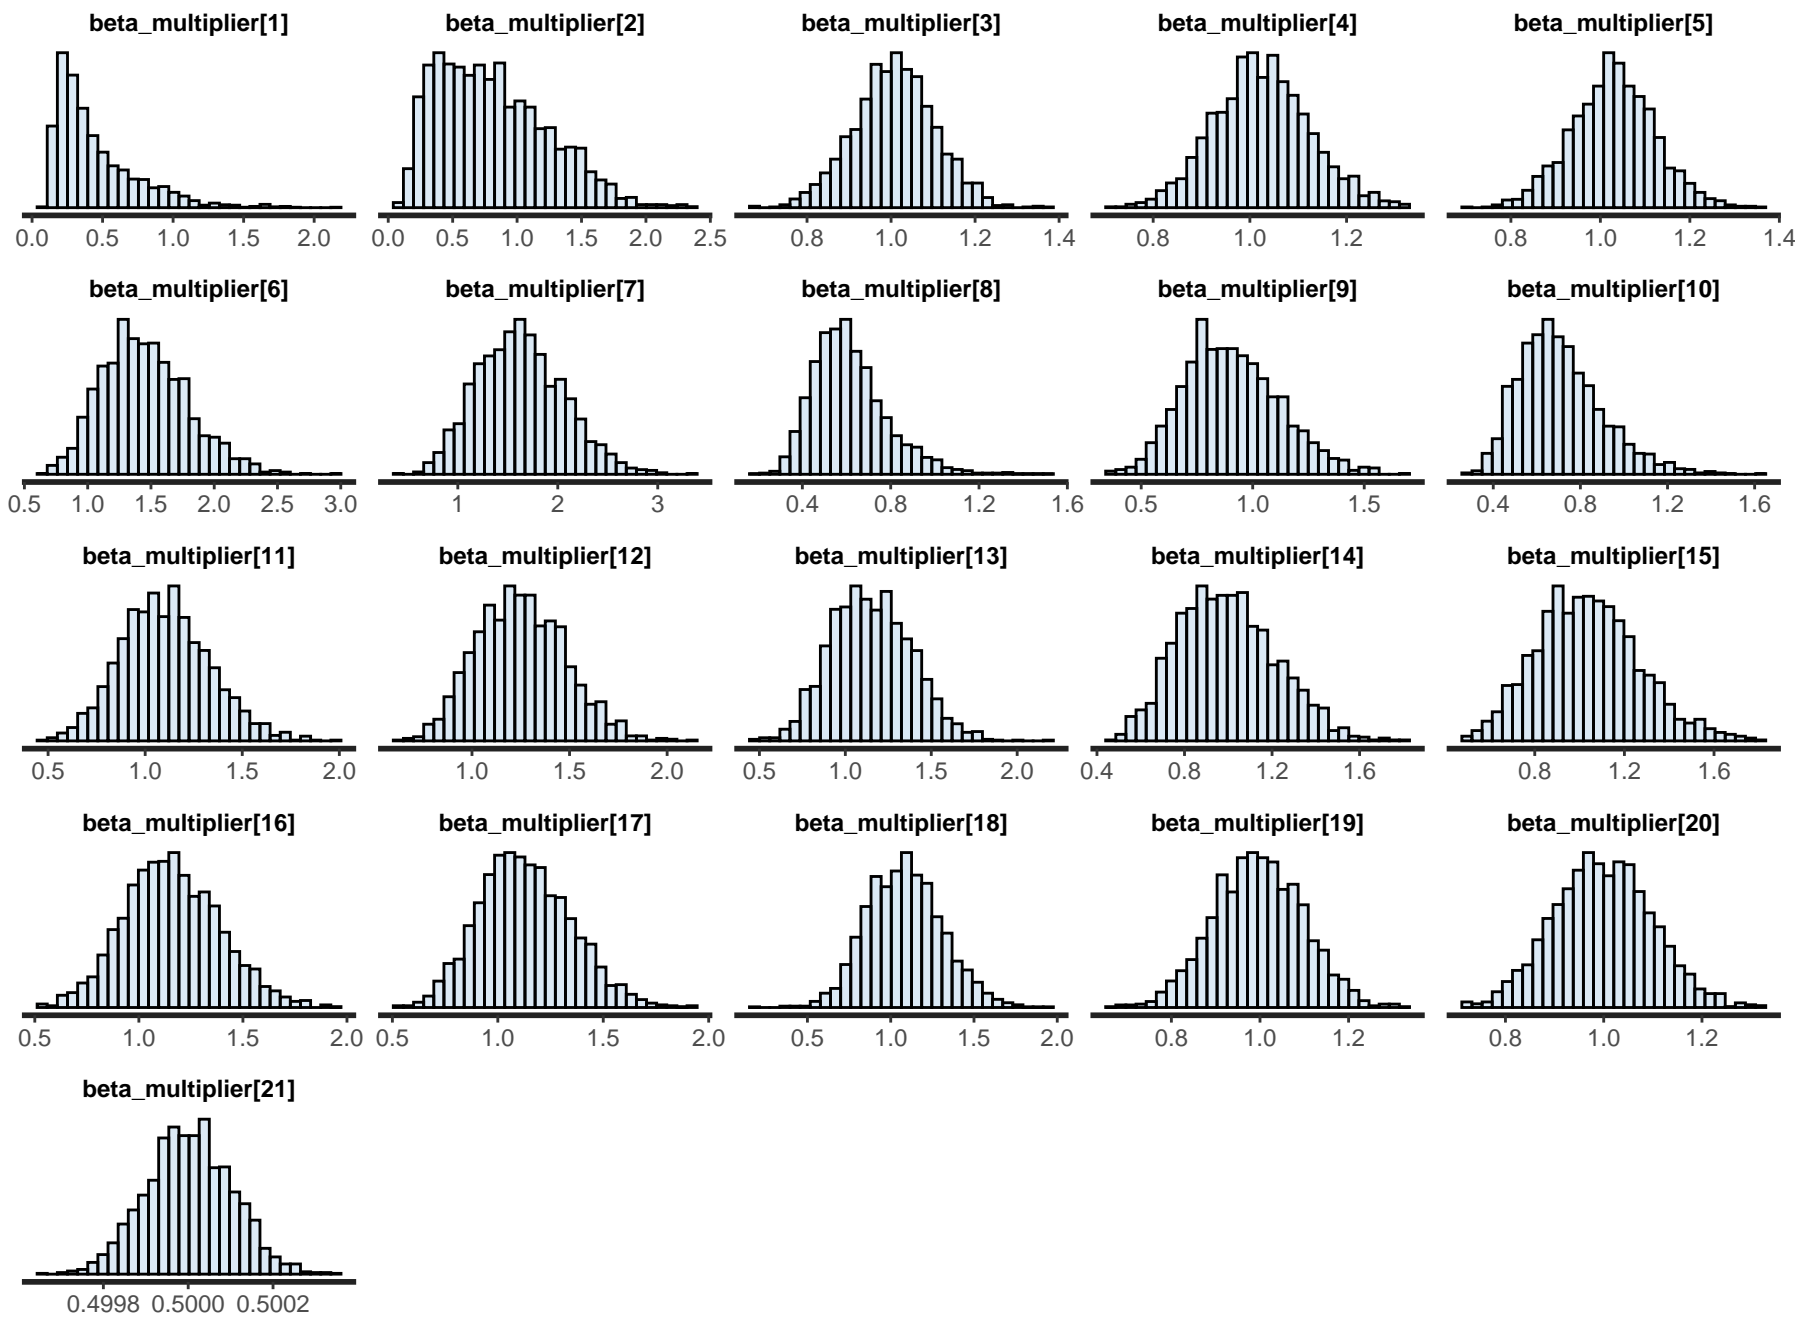 beta_multiplier[1] beta_multiplier[2] beta_multiplier[3] beta_multiplier[4] beta_multiplier[5]
0.0 0.5 1.0 1.5 2.0 0.0 0.5 1.0 1.5 2.0 2.5 0.8 1.0 1.2 1.4 0.8 1.0 1.2 0.8 1.0 1.2 1.4
beta_multiplier[6] beta_multiplier[7] beta_multiplier[8] beta_multiplier[9] beta_multiplier[10]
0.5 1.0 1.5 2.0 2.5 3.0 1 2 3 0.4 0.8 1.2 1.6 0.5 1.0 1.5 0.4 0.8 1.2 1.6
beta_multiplier[11] beta_multiplier[12] beta_multiplier[13] beta_multiplier[14] beta_multiplier[15]
0.5 1.0 1.5 2.0 1.0 1.5 2.0 0.5 1.0 1.5 2.0 0.4 0.8 1.2 1.6 0.8 1.2 1.6
beta_multiplier[16] beta_multiplier[17] beta_multiplier[18] beta_multiplier[19] beta_multiplier[20]
0.5 1.0 1.5 2.0 0.5 1.0 1.5 2.0 0.5 1.0 1.5 2.0 0.8 1.0 1.2 0.8 1.0 1.2
beta_multiplier[21]
0.4998 0.5000 0.5002